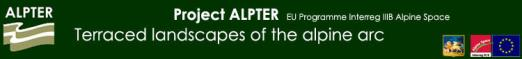 ALPTER
Project ALPTER EU Programme Interreg IIIB Alpine Space
Terraced landscapes of the alpine arc